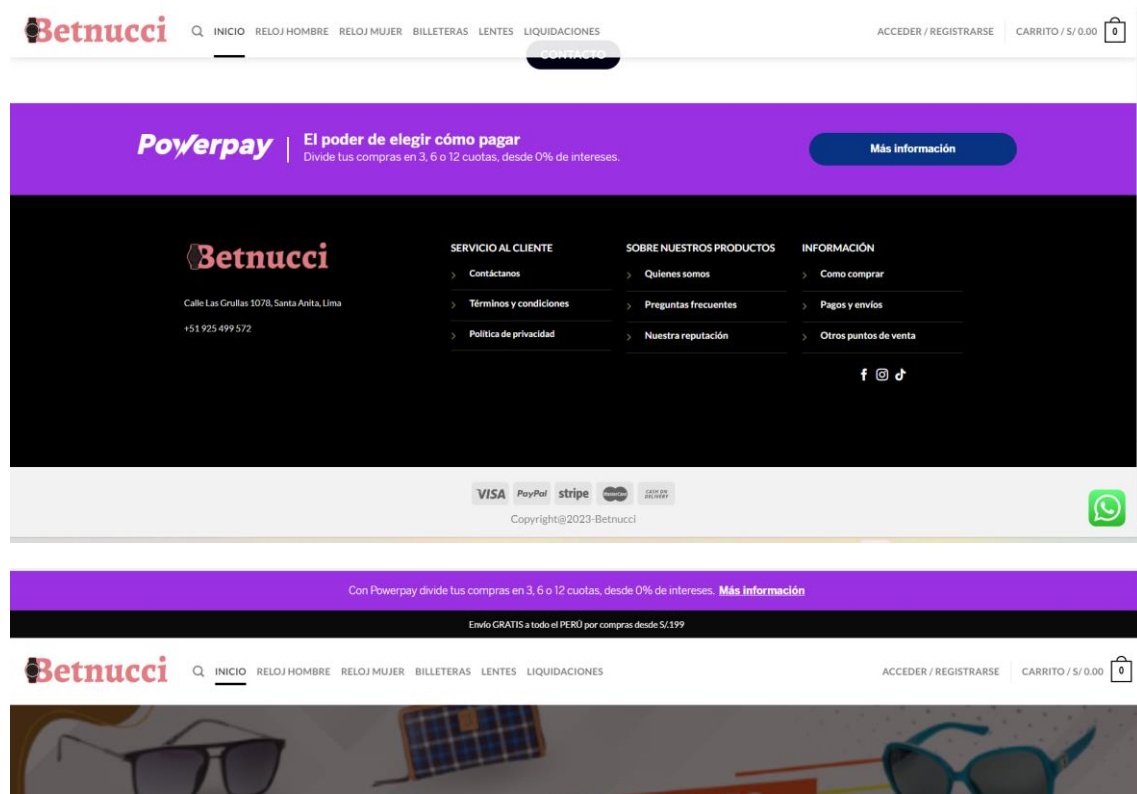 Betnucci
INICIO RELOJ HOMBRE RELOJ MUJER BILLETERAS LENTES LIQUIDACIONES
ACCEDER / REGISTRARSE CARRITO / S/ 0.00 0
CONTACTO
Powerpay
El poder de elegir cómo pagar
Divide tus compras en 3, 6 o 12 cuotas, desde 0% de intereses.
Más información
Betnucci
Calle Las Grullas 1078, Santa Anita, Lima
+51 925 499 572
SERVICIO AL CLIENTE
Contáctanos
Términos y condiciones
Política de privacidad
SOBRE NUESTROS PRODUCTOS
Quienes somos
Preguntas frecuentes
Nuestra reputación
INFORMACIÓN
Como comprar
Pagos y envíos
Otros puntos de venta
VISA PayPal stripe MasterCard CASH ON DELIVERY
Copyright@2023-Betnucci
Con Powerpay divide tus compras en 3, 6 o 12 cuotas, desde 0% de intereses. Más información
Envío GRATIS a todo el PERÚ por compras desde S/.199
Betnucci
INICIO RELOJ HOMBRE RELOJ MUJER BILLETERAS LENTES LIQUIDACIONES
ACCEDER / REGISTRARSE CARRITO / S/ 0.00 0